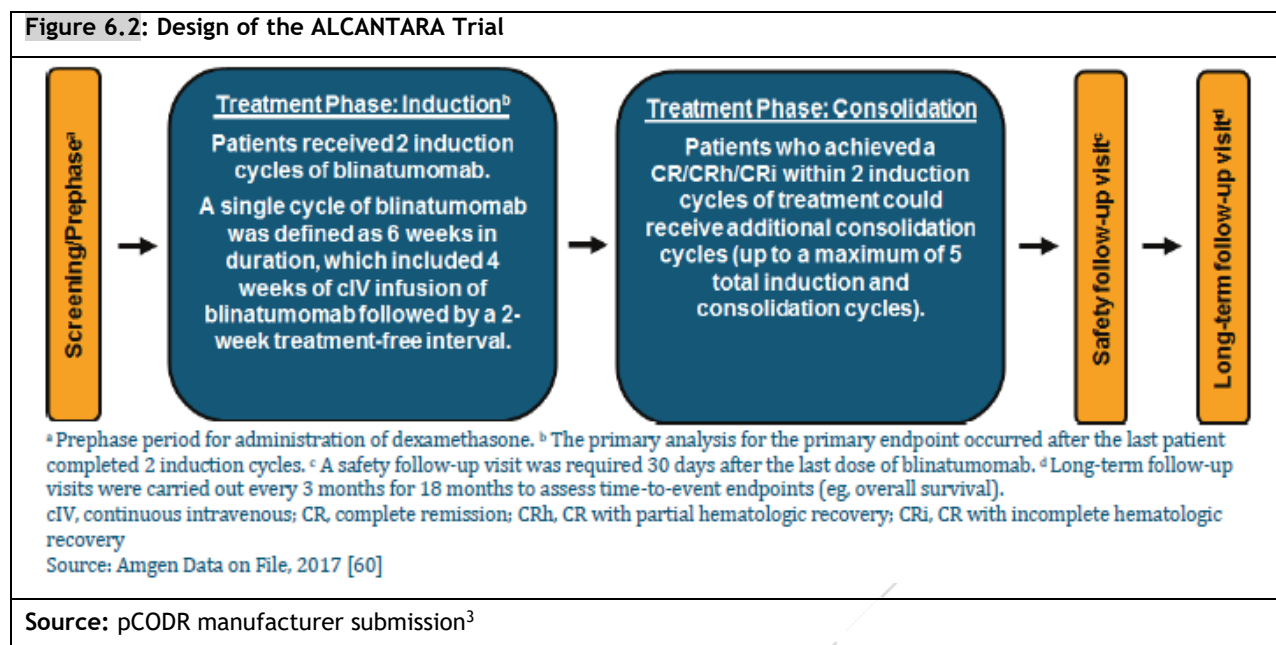 Figure 6.2: Design of the ALCANTARA Trial
Screening/Prephaseᵃ
Treatment Phase: Inductionᵇ
Patients received 2 induction
cycles of blinatumomab.
A single cycle of blinatumomab
was defined as 6 weeks in
duration, which included 4
weeks of cIV infusion of
blinatumomab followed by a 2-
week treatment-free interval.
Treatment Phase: Consolidation
Patients who achieved a
CR/CRh/CRi within 2 induction
cycles of treatment could
receive additional consolidation
cycles (up to a maximum of 5
total induction and
consolidation cycles).
Safety follow-up visitᶜ
Long-term follow-up visitᵈ
ᵃ Prephase period for administration of dexamethasone. ᵇ The primary analysis for the primary endpoint occurred after the last patient
completed 2 induction cycles. ᶜ A safety follow-up visit was required 30 days after the last dose of blinatumomab. ᵈ Long-term follow-up
visits were carried out every 3 months for 18 months to assess time-to-event endpoints (eg, overall survival).
cIV, continuous intravenous; CR, complete remission; CRh, CR with partial hematologic recovery; CRi, CR with incomplete hematologic
recovery
Source: Amgen Data on File, 2017 [60]
Source: pCODR manufacturer submission³